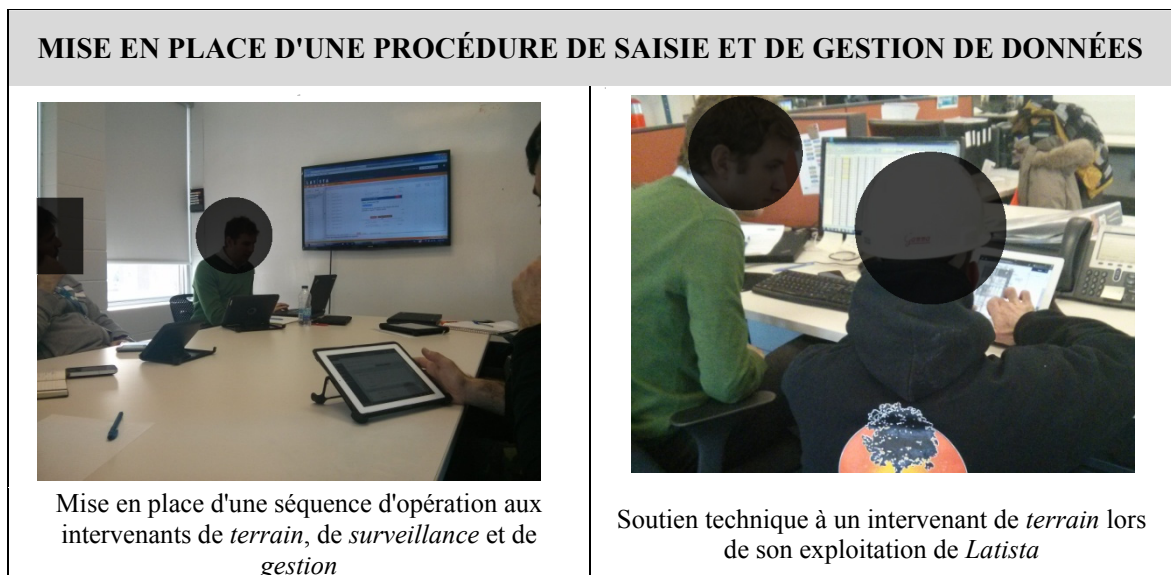 MISE EN PLACE D'UNE PROCÉDURE DE SAISIE ET DE GESTION DE DONNÉES
Mise en place d'une séquence d'opération aux
intervenants de terrain, de surveillance et de
gestion
Soutien technique à un intervenant de terrain lors
de son exploitation de Latista